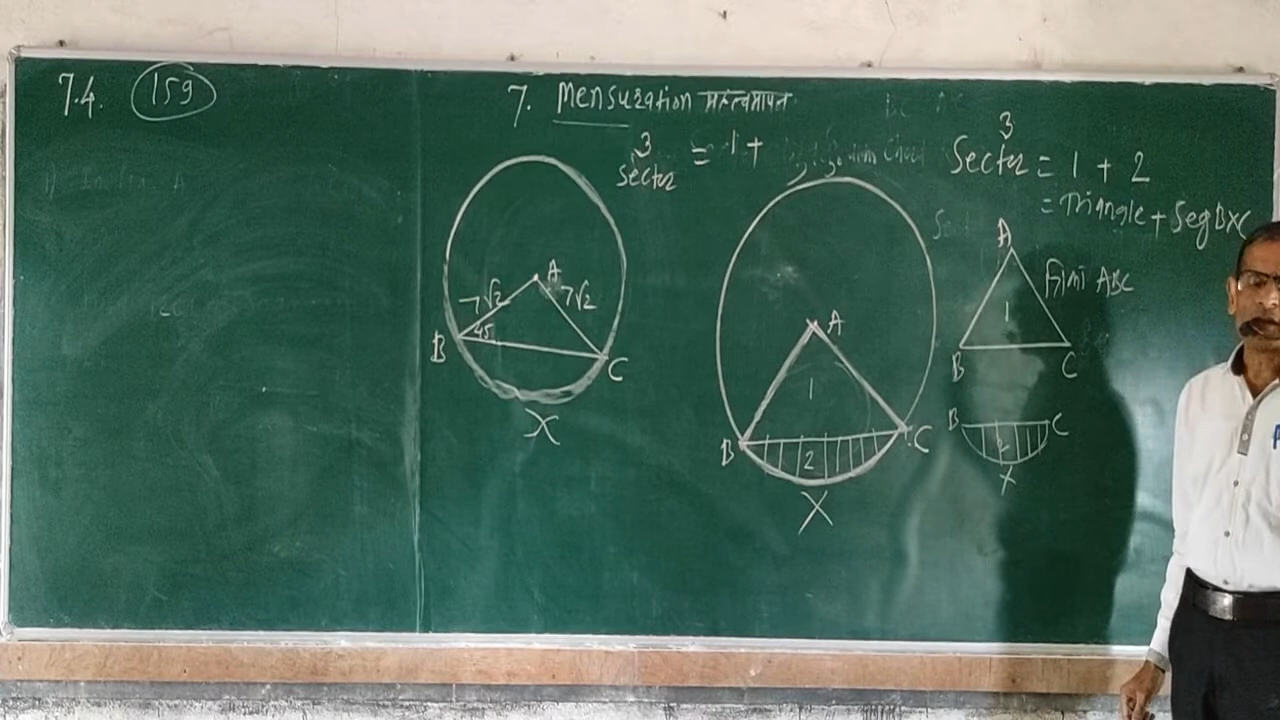 7.4. 159
7. Mensuration महत्वमापन
3
Sector = 1 +
3
Sector = 1 + 2
= Triangle + Seg BXC
A
7√2 7√2
45
B C
X
A
1
B C
2
X
A
ABC
1
B C
B C
2
X